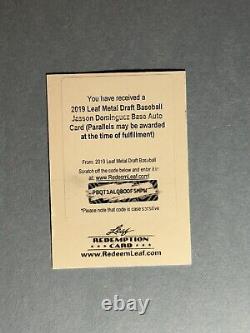 You have received a
2019 Leaf Metal Draft Baseball
Jasson Dominguez Base Auto
Card (Parallels may be awarded
at the time of fulfillment)
From: 2019 Leaf Metal Draft Baseball
Scratch off the code below and enter it
at: www.RedeemLeaf.com
*Please note that code is case sensitive
Leaf
REDEMPTION
CARD
www.RedeemLeaf.com